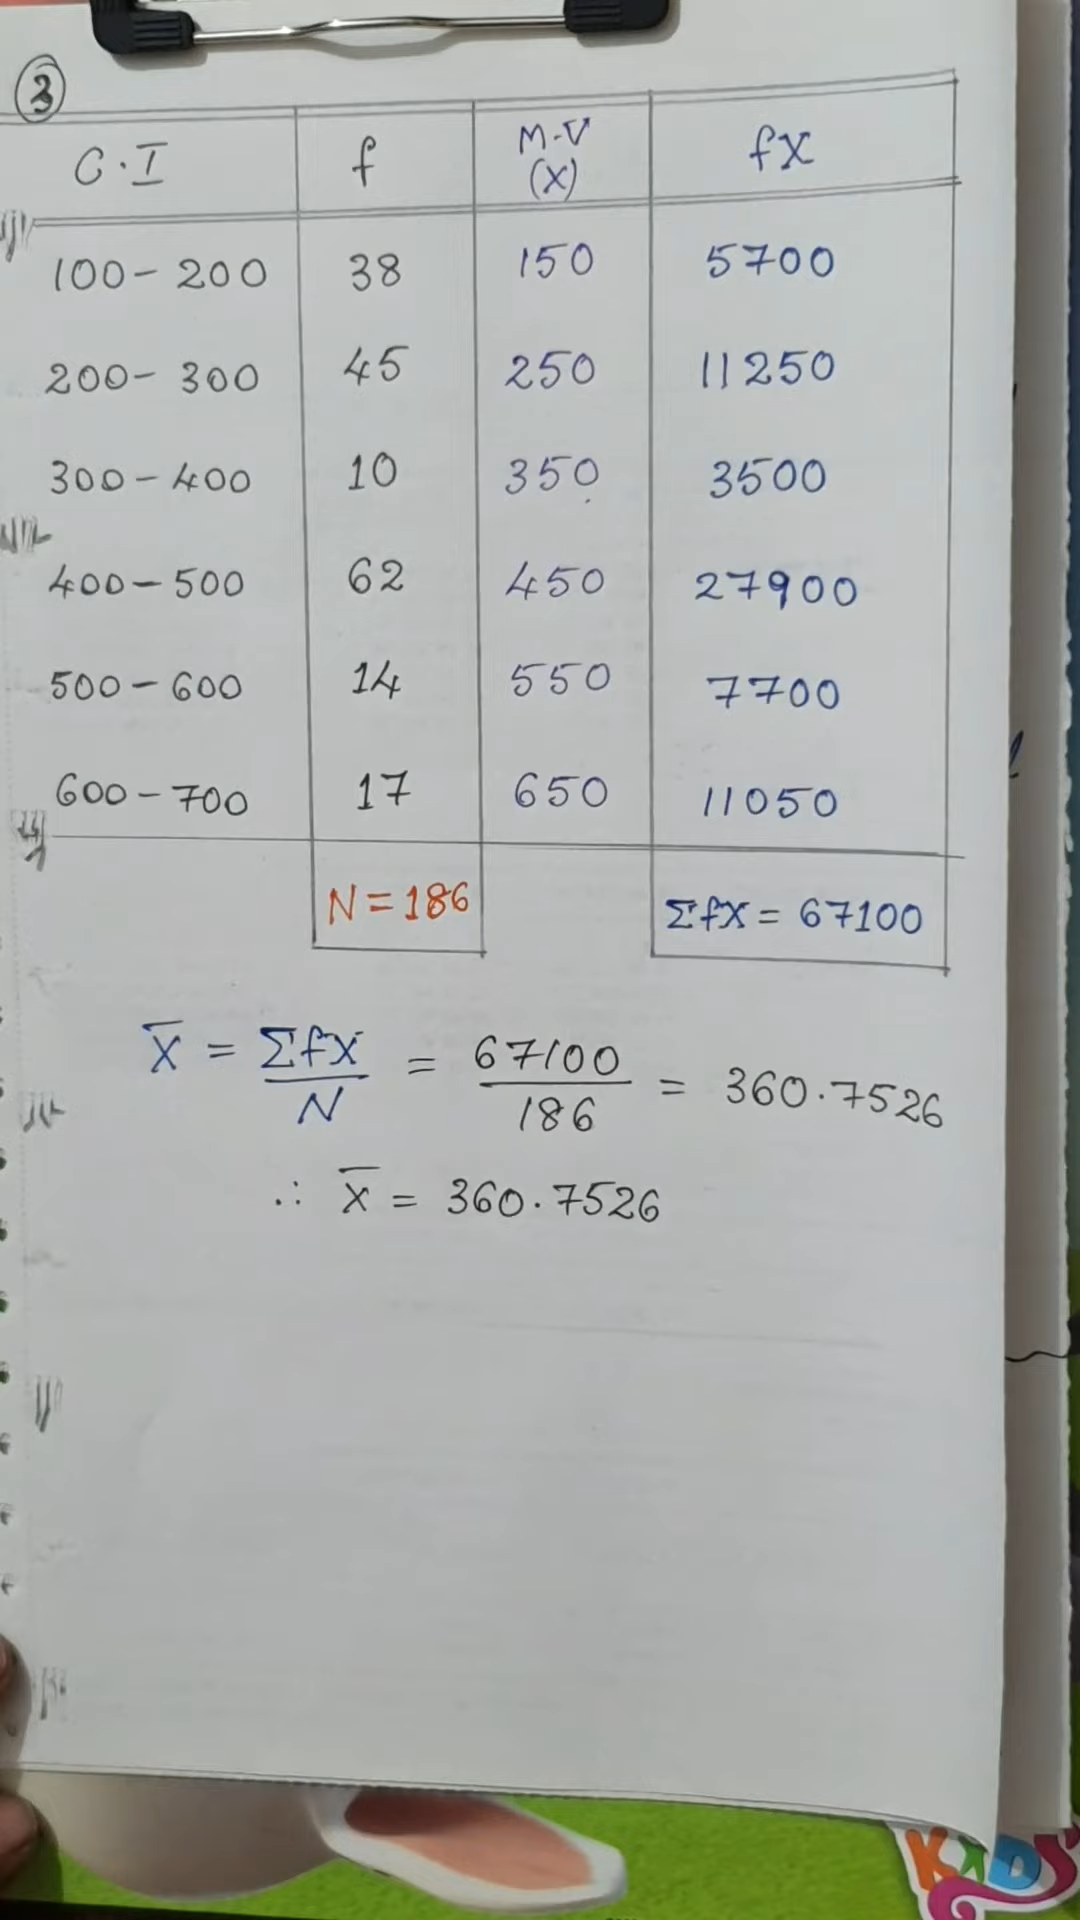 3
C.I f M.V (X) fX
100 - 200 38 150 5700
200 - 300 45 250 11250
300 - 400 10 350 3500
400 - 500 62 450 27900
500 - 600 14 550 7700
600 - 700 17 650 11050
N = 186 ΣfX = 67100
X̄ = ΣfX / N = 67100 / 186 = 360.7526
∴ X̄ = 360.7526
KIDS